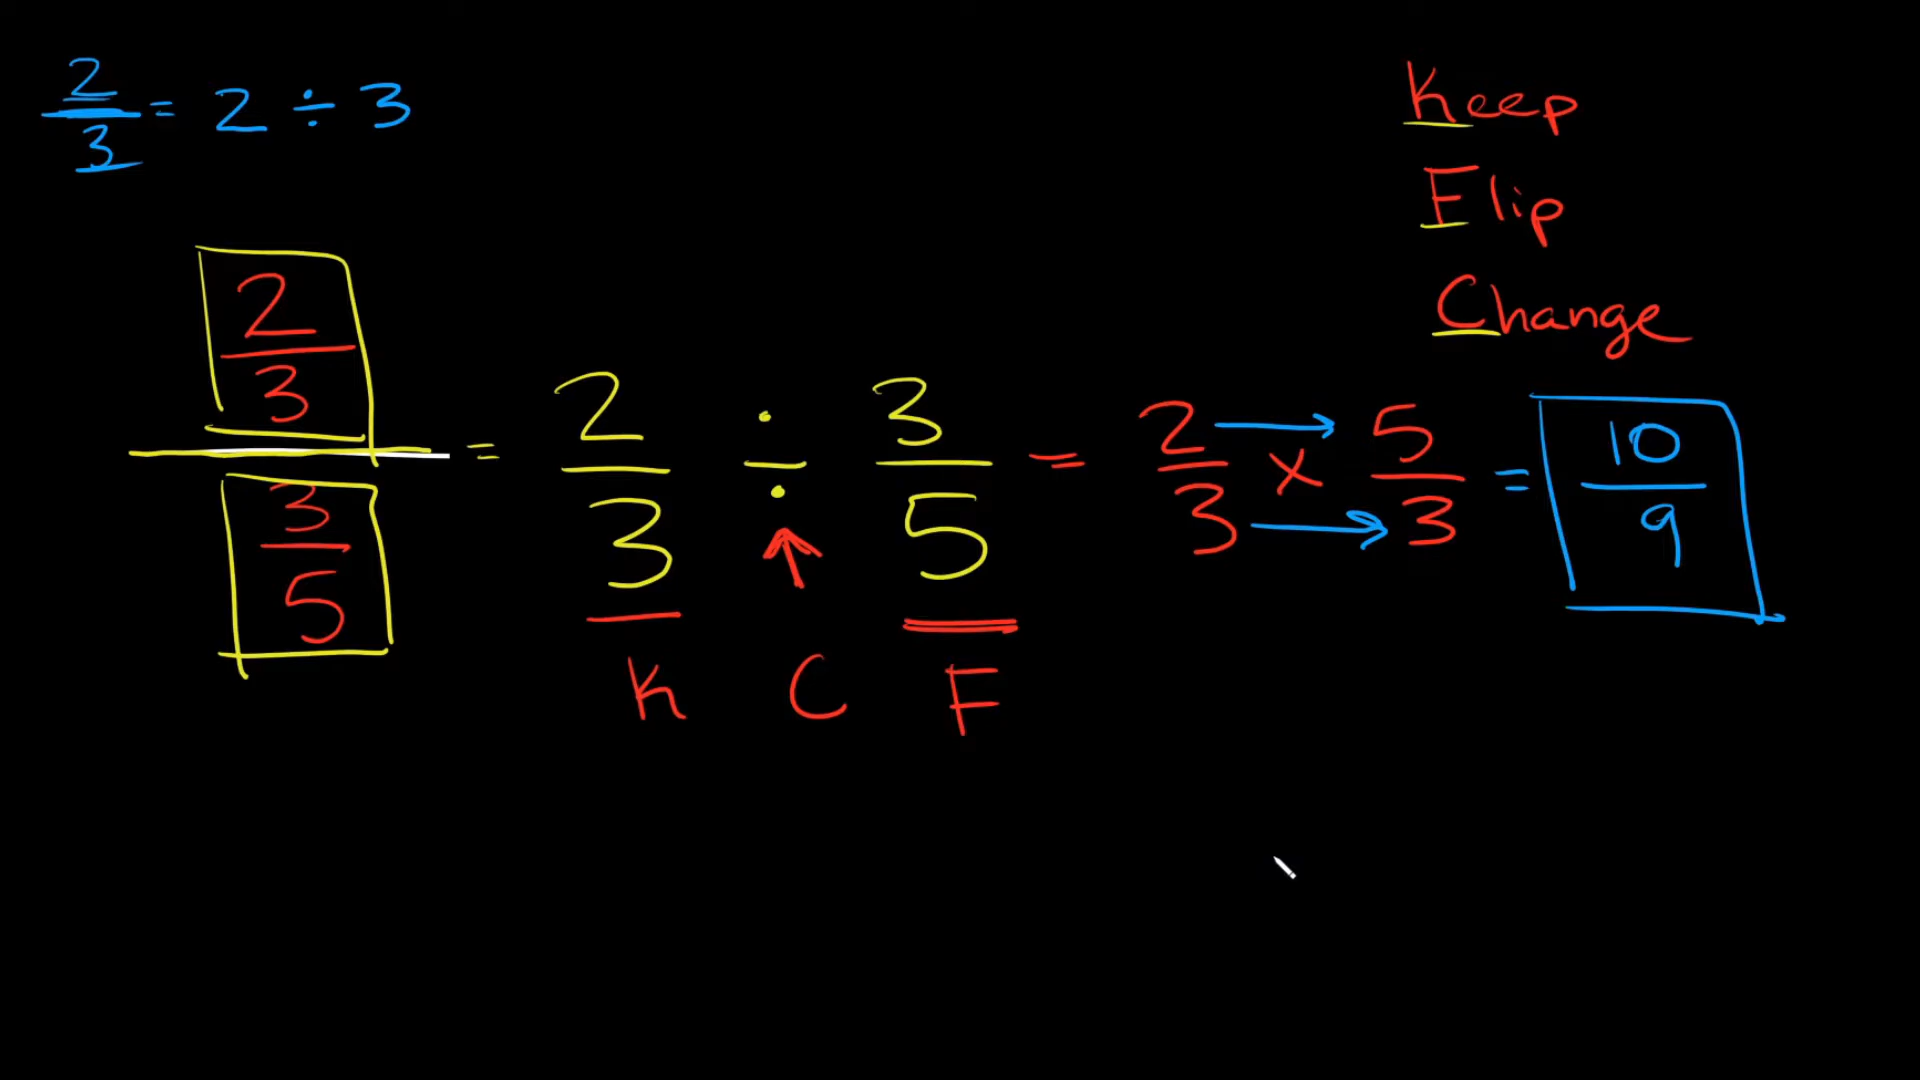 2/3 = 2 ÷ 3
Keep
Flip
Change
(2/3)/(3/5) = 2/3 ÷ 3/5 = 2/3 × 5/3 = 10/9
K C F